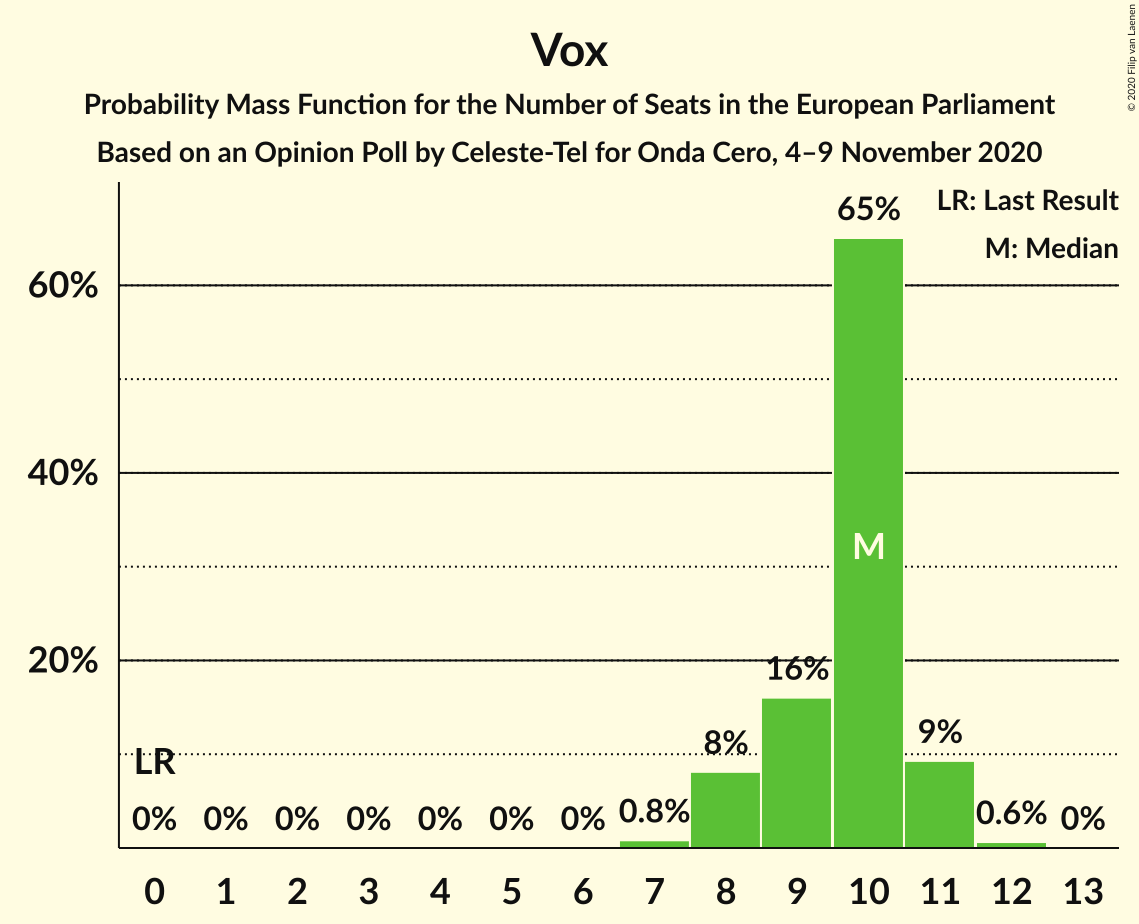 Vox
Probability Mass Function for the Number of Seats in the European Parliament
Based on an Opinion Poll by Celeste-Tel for Onda Cero, 4–9 November 2020
© 2020 Filip van Laenen
LR: Last Result
M: Median
60%
40%
20%
65%
M
16%
8%
9%
LR
0% 0% 0% 0% 0% 0% 0% 0.8% 0.6% 0%
0 1 2 3 4 5 6 7 8 9 10 11 12 13